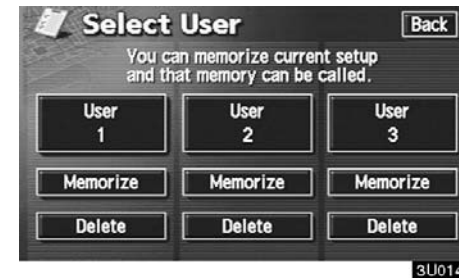 Select User Back
You can memorize current setup
and that memory can be called.
User User User
1 2 3
Memorize Memorize Memorize
Delete Delete Delete
3U014